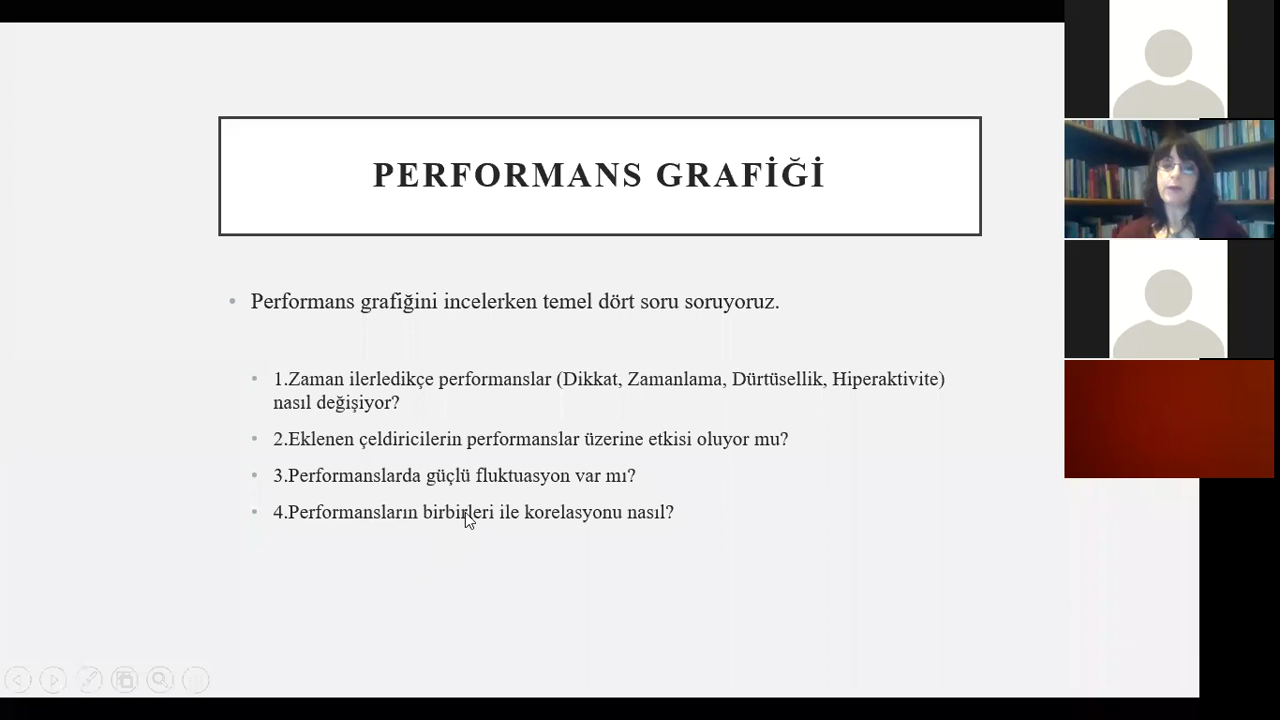 PERFORMANS GRAFİĞİ
• Performans grafiğini incelerken temel dört soru soruyoruz.
• 1.Zaman ilerledikçe performanslar (Dikkat, Zamanlama, Dürtüsellik, Hiperaktivite)
nasıl değişiyor?
• 2.Eklenen çeldiricilerin performanslar üzerine etkisi oluyor mu?
• 3.Performanslarda güçlü fluktuasyon var mı?
• 4.Performansların birbirleri ile korelasyonu nasıl?